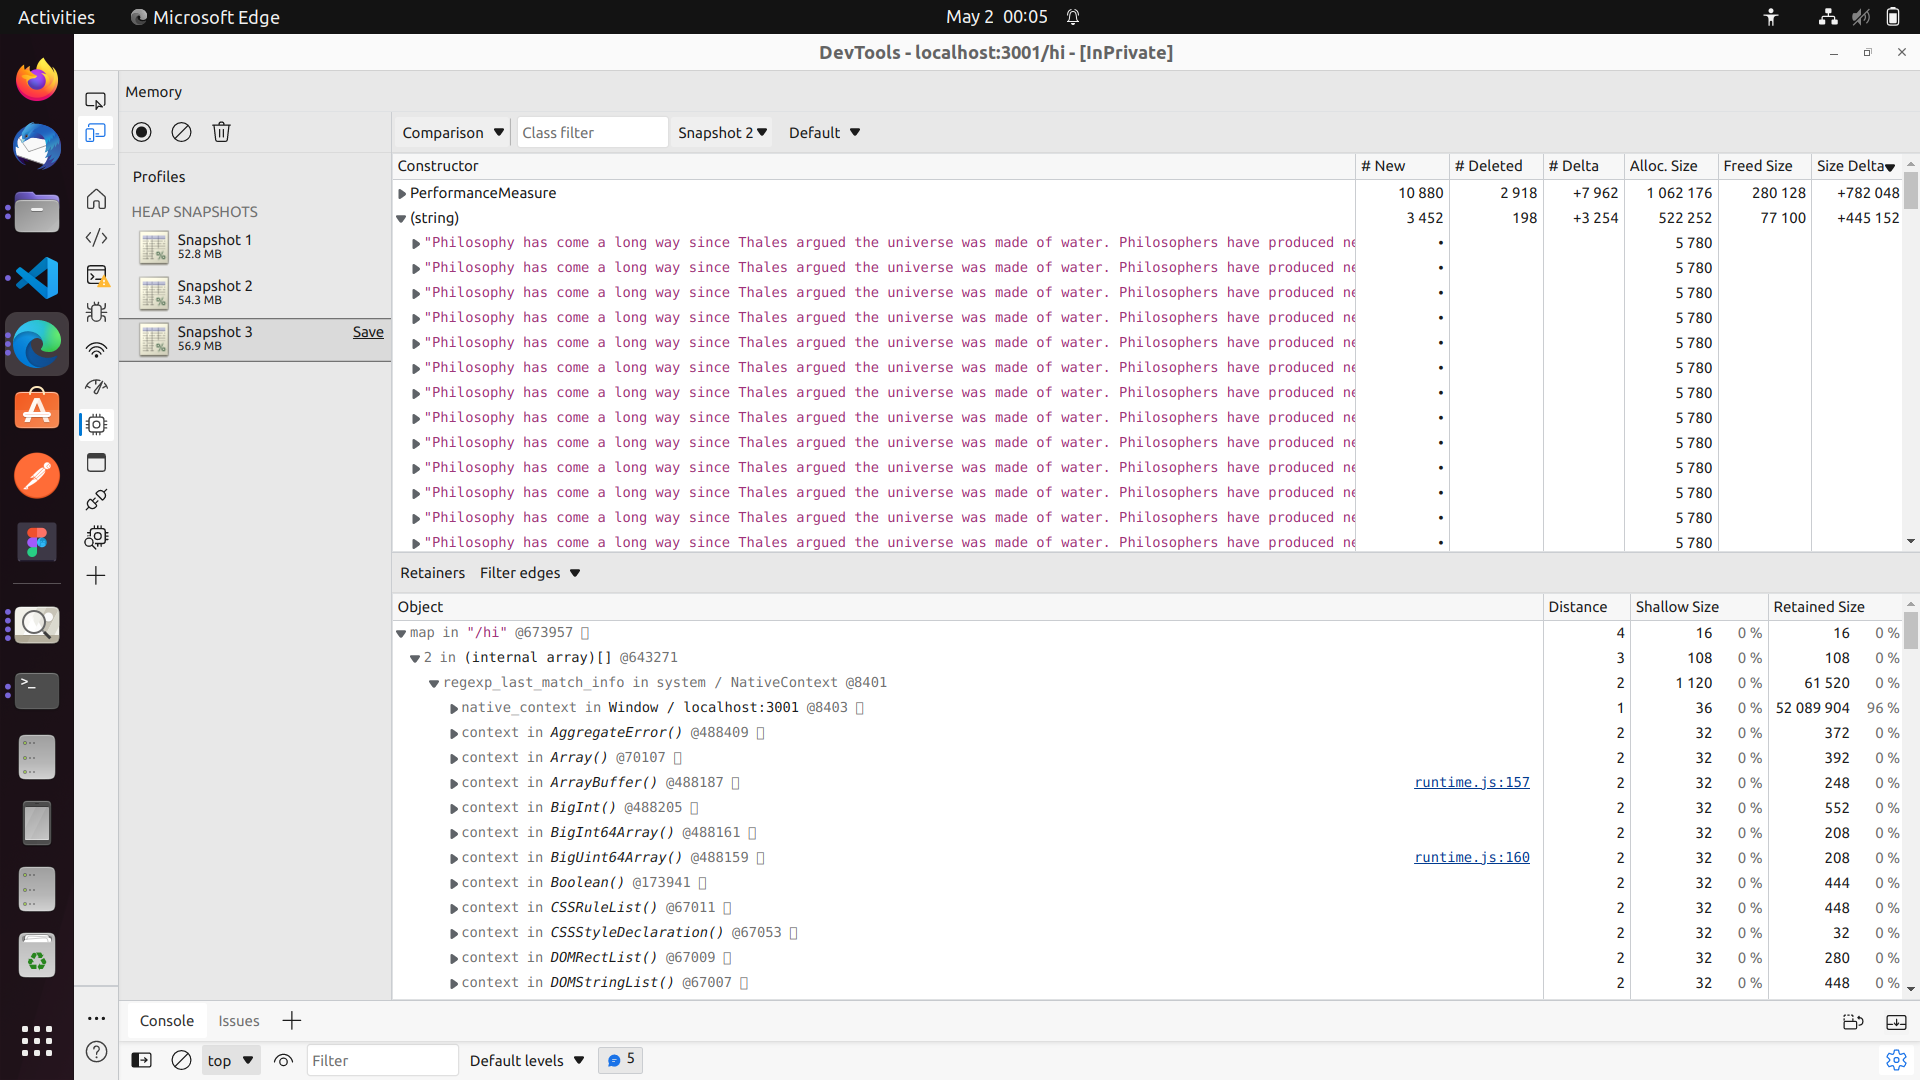 Activities Microsoft Edge May 2 00:05
DevTools - localhost:3001/hi - [InPrivate]
Memory
Comparison Class filter Snapshot 2 Default
Profiles
HEAP SNAPSHOTS
Snapshot 1
52.8 MB
Snapshot 2
54.3 MB
Snapshot 3 Save
56.9 MB
Constructor # New # Deleted # Delta Alloc. Size Freed Size Size Delta
PerformanceMeasure 10 880 2 918 +7 962 1 062 176 280 128 +782 048
(string) 3 452 198 +3 254 522 252 77 100 +445 152
"Philosophy has come a long way since Thales argued the universe was made of water. Philosophers have produced ne • 5 780
"Philosophy has come a long way since Thales argued the universe was made of water. Philosophers have produced ne • 5 780
"Philosophy has come a long way since Thales argued the universe was made of water. Philosophers have produced ne • 5 780
"Philosophy has come a long way since Thales argued the universe was made of water. Philosophers have produced ne • 5 780
"Philosophy has come a long way since Thales argued the universe was made of water. Philosophers have produced ne • 5 780
"Philosophy has come a long way since Thales argued the universe was made of water. Philosophers have produced ne • 5 780
"Philosophy has come a long way since Thales argued the universe was made of water. Philosophers have produced ne • 5 780
"Philosophy has come a long way since Thales argued the universe was made of water. Philosophers have produced ne • 5 780
"Philosophy has come a long way since Thales argued the universe was made of water. Philosophers have produced ne • 5 780
"Philosophy has come a long way since Thales argued the universe was made of water. Philosophers have produced ne • 5 780
"Philosophy has come a long way since Thales argued the universe was made of water. Philosophers have produced ne • 5 780
"Philosophy has come a long way since Thales argued the universe was made of water. Philosophers have produced ne • 5 780
"Philosophy has come a long way since Thales argued the universe was made of water. Philosophers have produced ne • 5 780
Retainers Filter edges
Object Distance Shallow Size Retained Size
map in "/hi" @673957 4 16 0 % 16 0 %
2 in (internal array)[] @643271 3 108 0 % 108 0 %
regexp_last_match_info in system / NativeContext @8401 2 1 120 0 % 61 520 0 %
native_context in Window / localhost:3001 @8403 1 36 0 % 52 089 904 96 %
context in AggregateError() @488409 2 32 0 % 372 0 %
context in Array() @70107 2 32 0 % 392 0 %
context in ArrayBuffer() @488187 runtime.js:157 2 32 0 % 248 0 %
context in BigInt() @488205 2 32 0 % 552 0 %
context in BigInt64Array() @488161 2 32 0 % 208 0 %
context in BigUint64Array() @488159 runtime.js:160 2 32 0 % 208 0 %
context in Boolean() @173941 2 32 0 % 444 0 %
context in CSSRuleList() @67011 2 32 0 % 448 0 %
context in CSSStyleDeclaration() @67053 2 32 0 % 32 0 %
context in DOMRectList() @67009 2 32 0 % 280 0 %
context in DOMStringList() @67007 2 32 0 % 448 0 %
Console Issues
top Filter Default levels 5